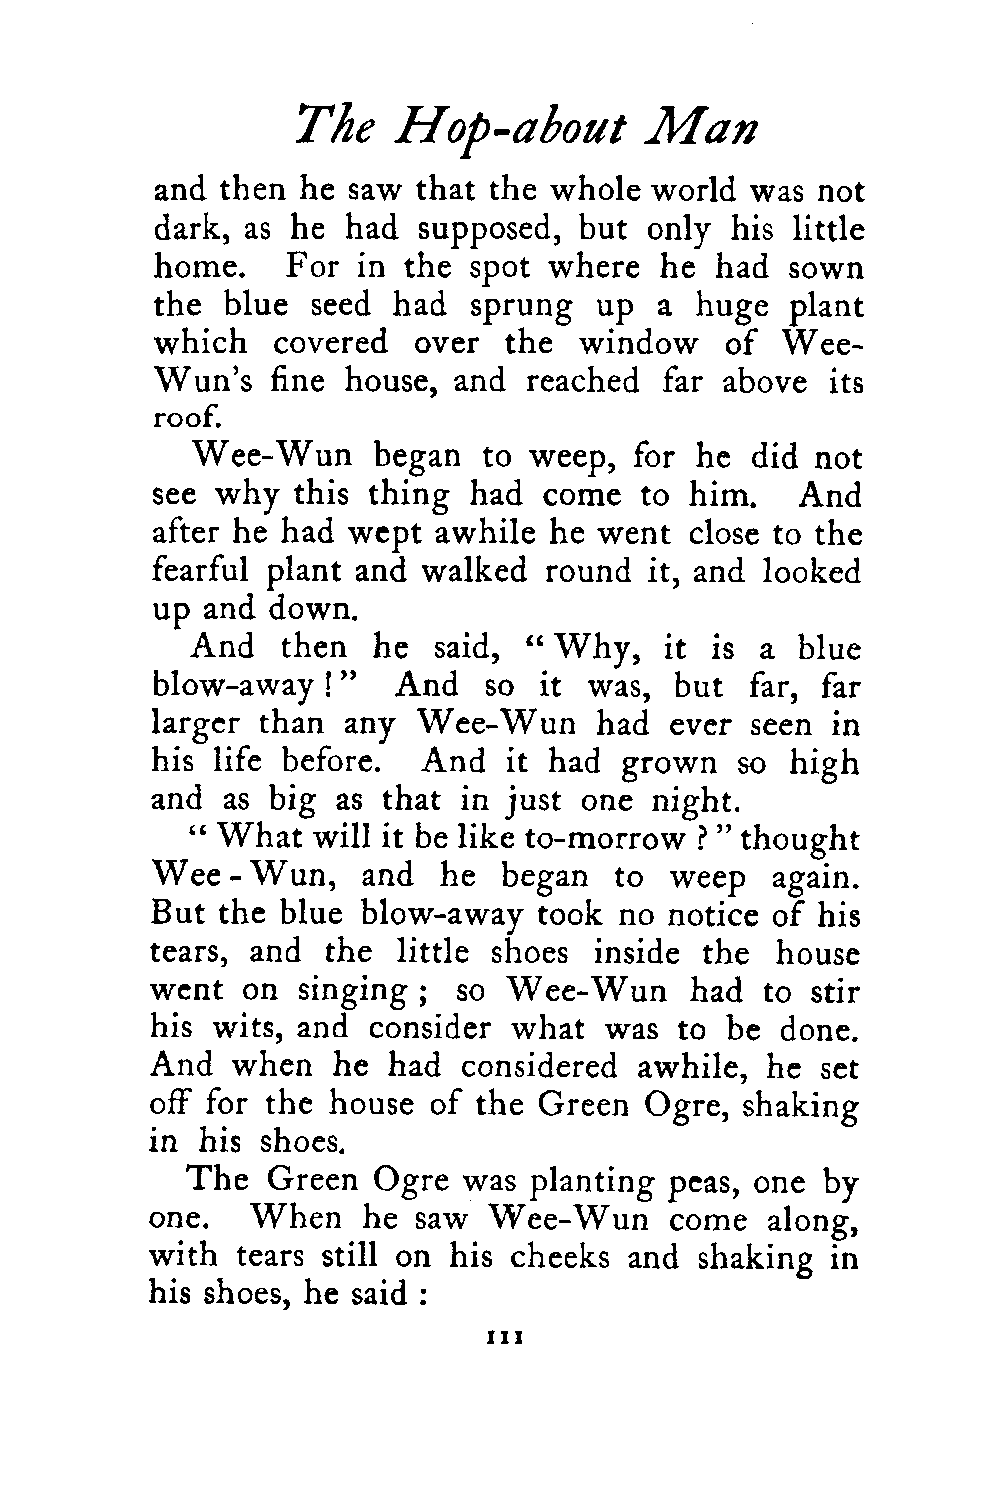 The Hop-about Man
and then he saw that the whole world was not
dark, as he had supposed, but only his little
home. For in the spot where he had sown
the blue seed had sprung up a huge plant
which covered over the window of Wee-
Wun's fine house, and reached far above its
roof.
Wee-Wun began to weep, for he did not
see why this thing had come to him. And
after he had wept awhile he went close to the
fearful plant and walked round it, and looked
up and down.
And then he said, “ Why, it is a blue
blow-away ! ” And so it was, but far, far
larger than any Wee-Wun had ever seen in
his life before. And it had grown so high
and as big as that in just one night.
“ What will it be like to-morrow ? ” thought
Wee - Wun, and he began to weep again.
But the blue blow-away took no notice of his
tears, and the little shoes inside the house
went on singing ; so Wee-Wun had to stir
his wits, and consider what was to be done.
And when he had considered awhile, he set
off for the house of the Green Ogre, shaking
in his shoes.
The Green Ogre was planting peas, one by
one. When he saw Wee-Wun come along,
with tears still on his cheeks and shaking in
his shoes, he said :
111